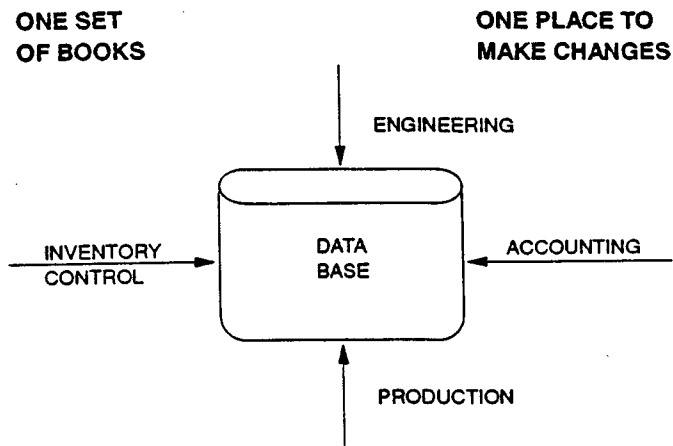 ONE SET
OF BOOKS
ONE PLACE TO
MAKE CHANGES
ENGINEERING
INVENTORY
CONTROL
DATA
BASE
ACCOUNTING
PRODUCTION